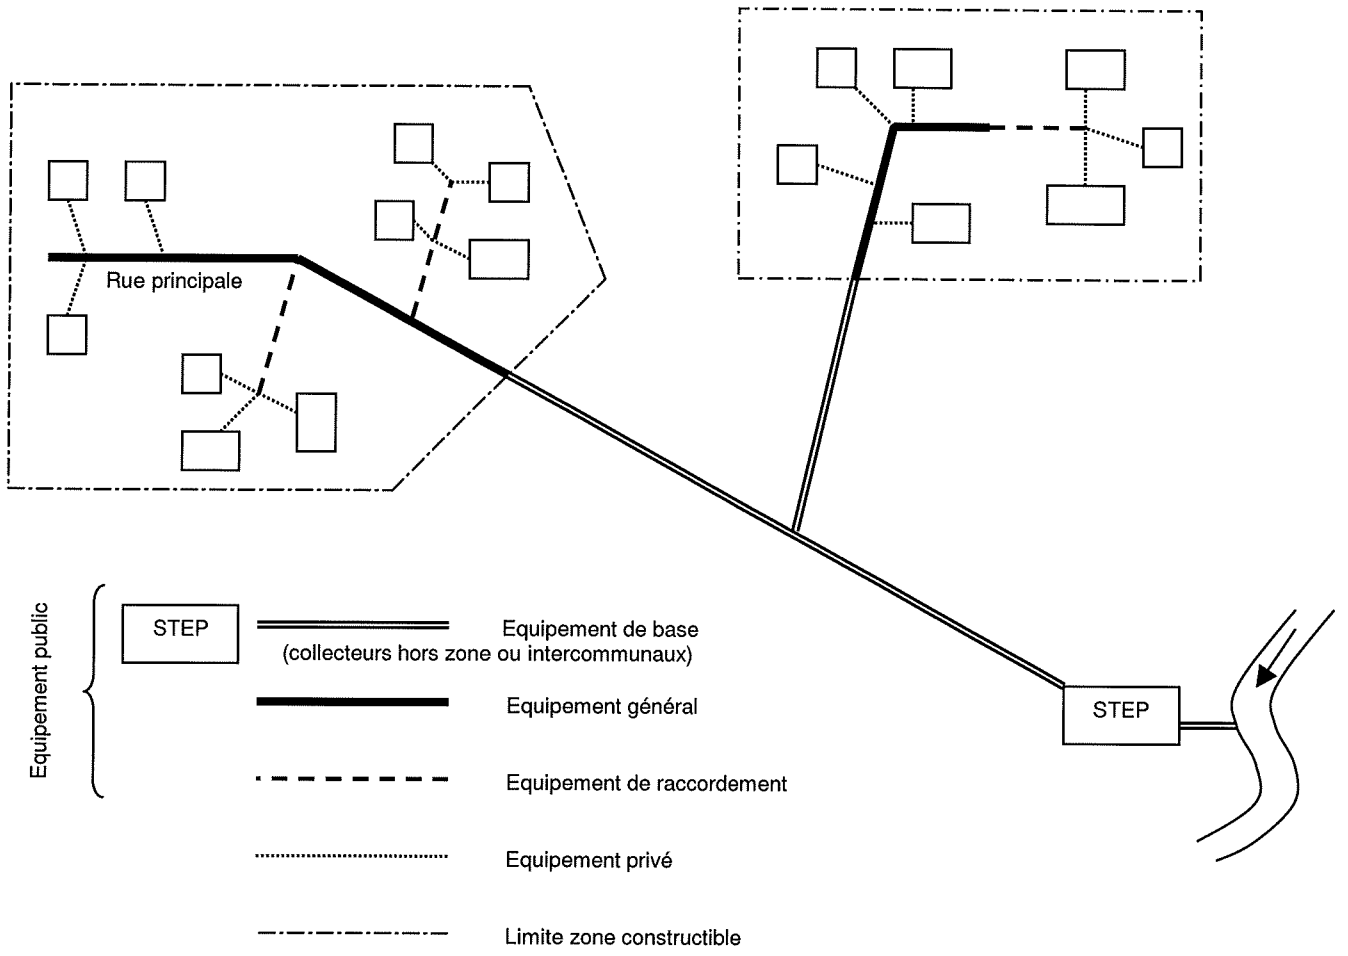 Rue principale
Equipement public
STEP
Equipement de base
(collecteurs hors zone ou intercommunaux)
Equipement général
Equipement de raccordement
Equipement privé
Limite zone constructible
STEP